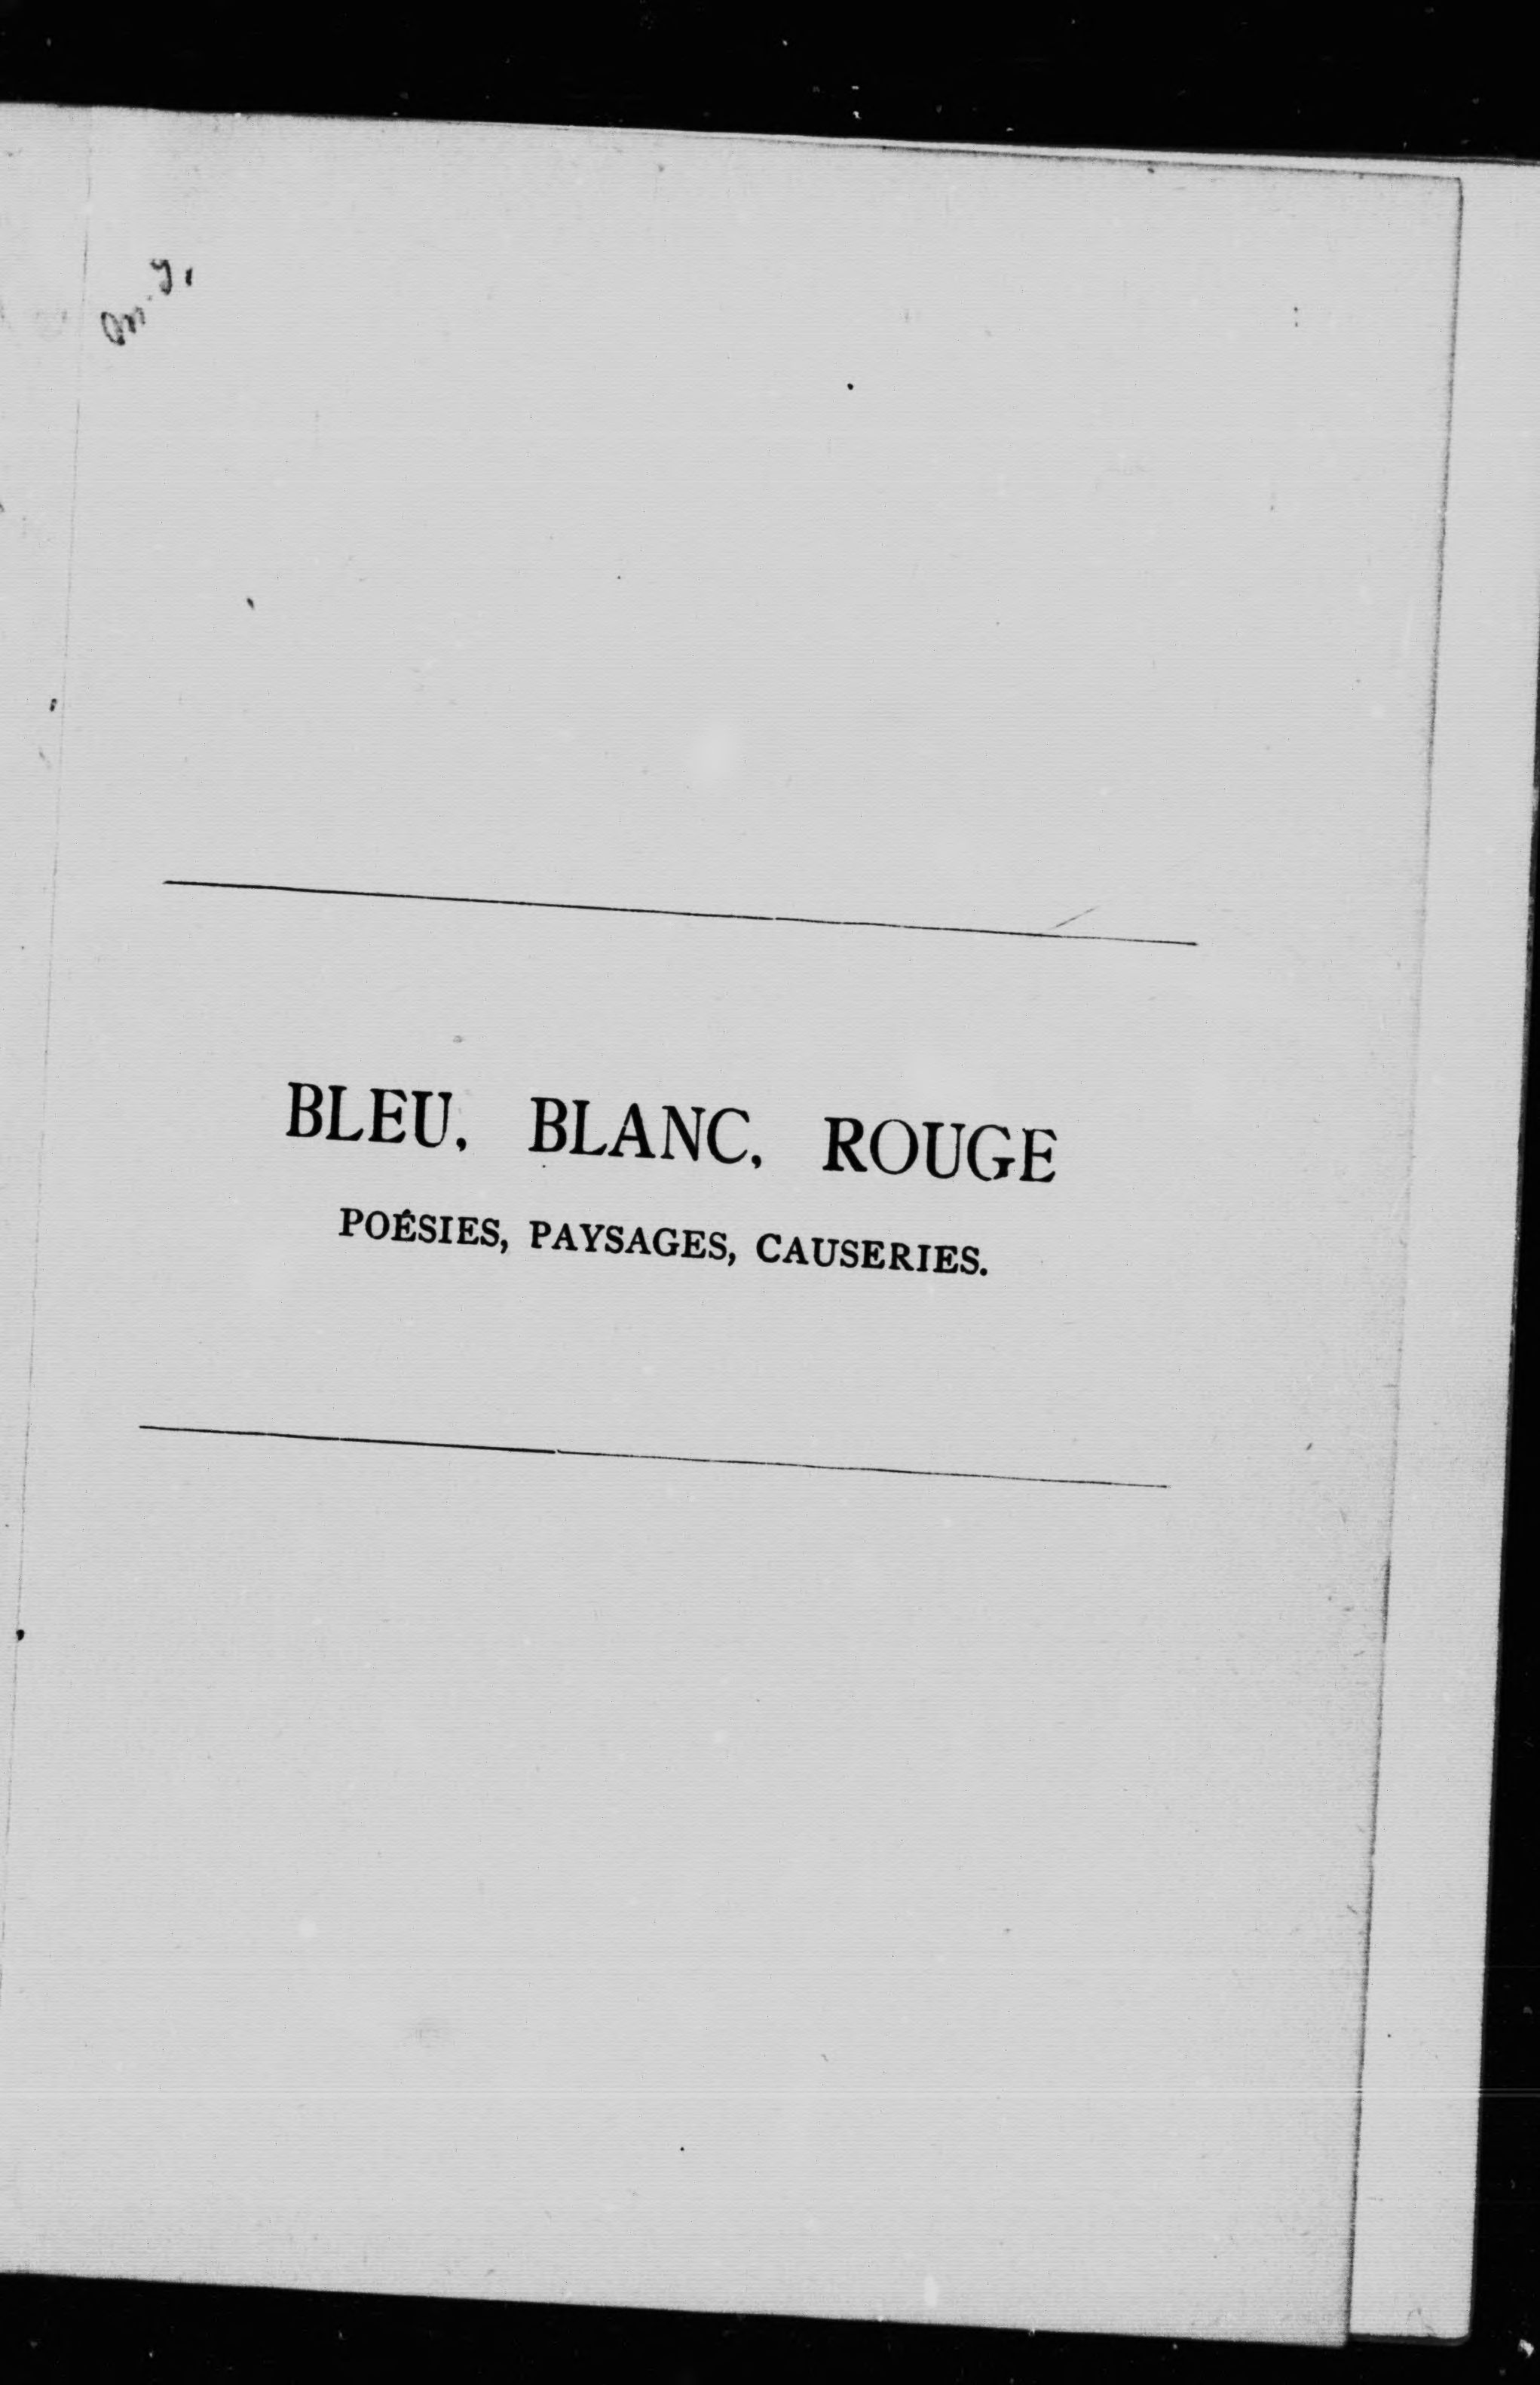 BLEU, BLANC, ROUGE
POÉSIES, PAYSAGES, CAUSERIES.